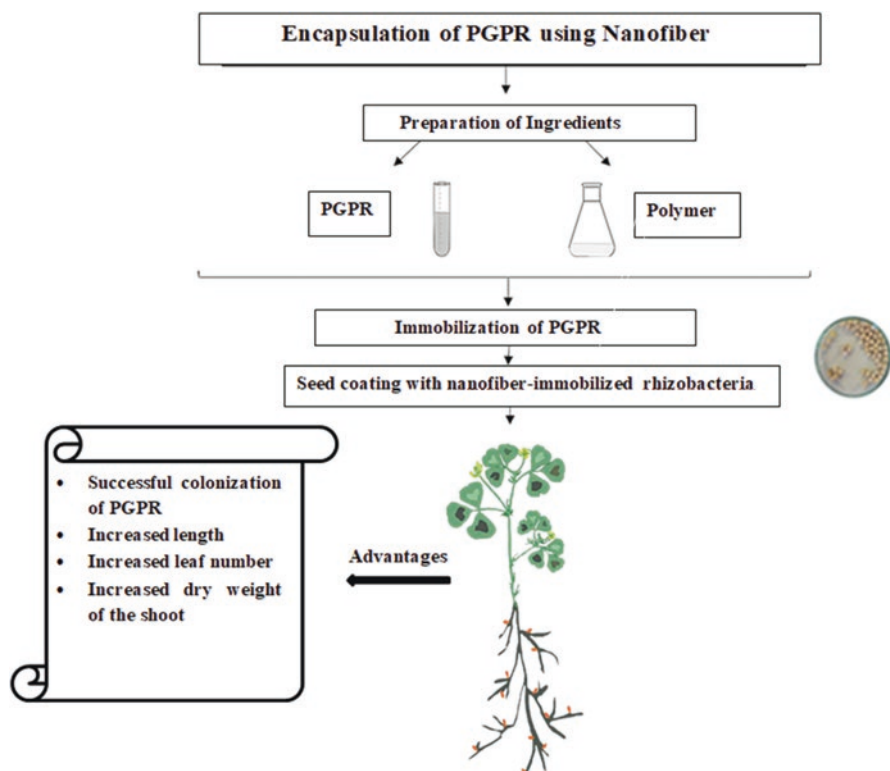 Encapsulation of PGPR using Nanofiber
Preparation of Ingredients
PGPR
Polymer
Immobilization of PGPR
Seed coating with nanofiber-immobilized rhizobacteria
• Successful colonization
of PGPR
• Increased length
• Increased leaf number
• Increased dry weight
of the shoot
Advantages